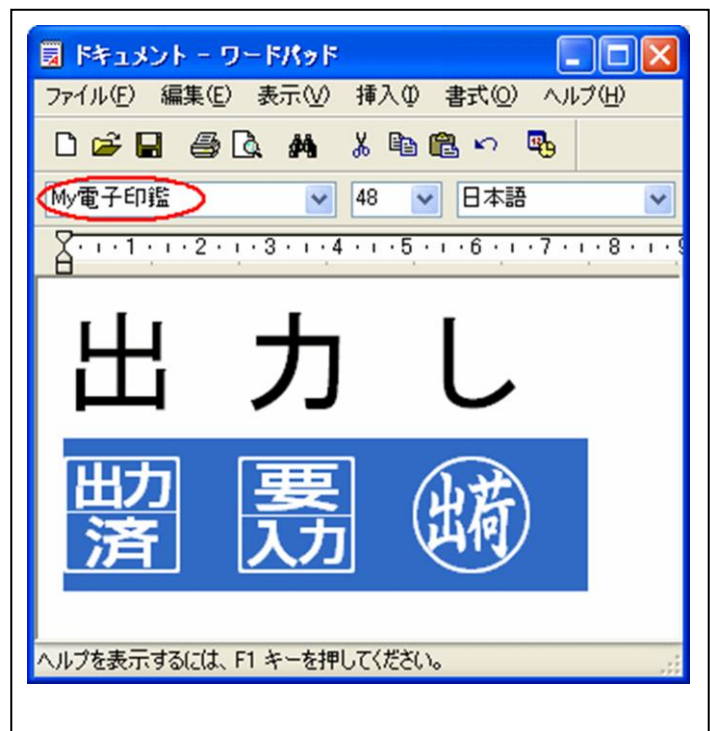 ドキュメント - ワードパッド
ファイル(F) 編集(E) 表示(V) 挿入(I) 書式(O) ヘルプ(H)
My電子印鑑 48 日本語
1 2 3 4 5 6 7 8 9
出 力 し
出力済 要入力 出荷
ヘルプを表示するには、F1 キーを押してください。